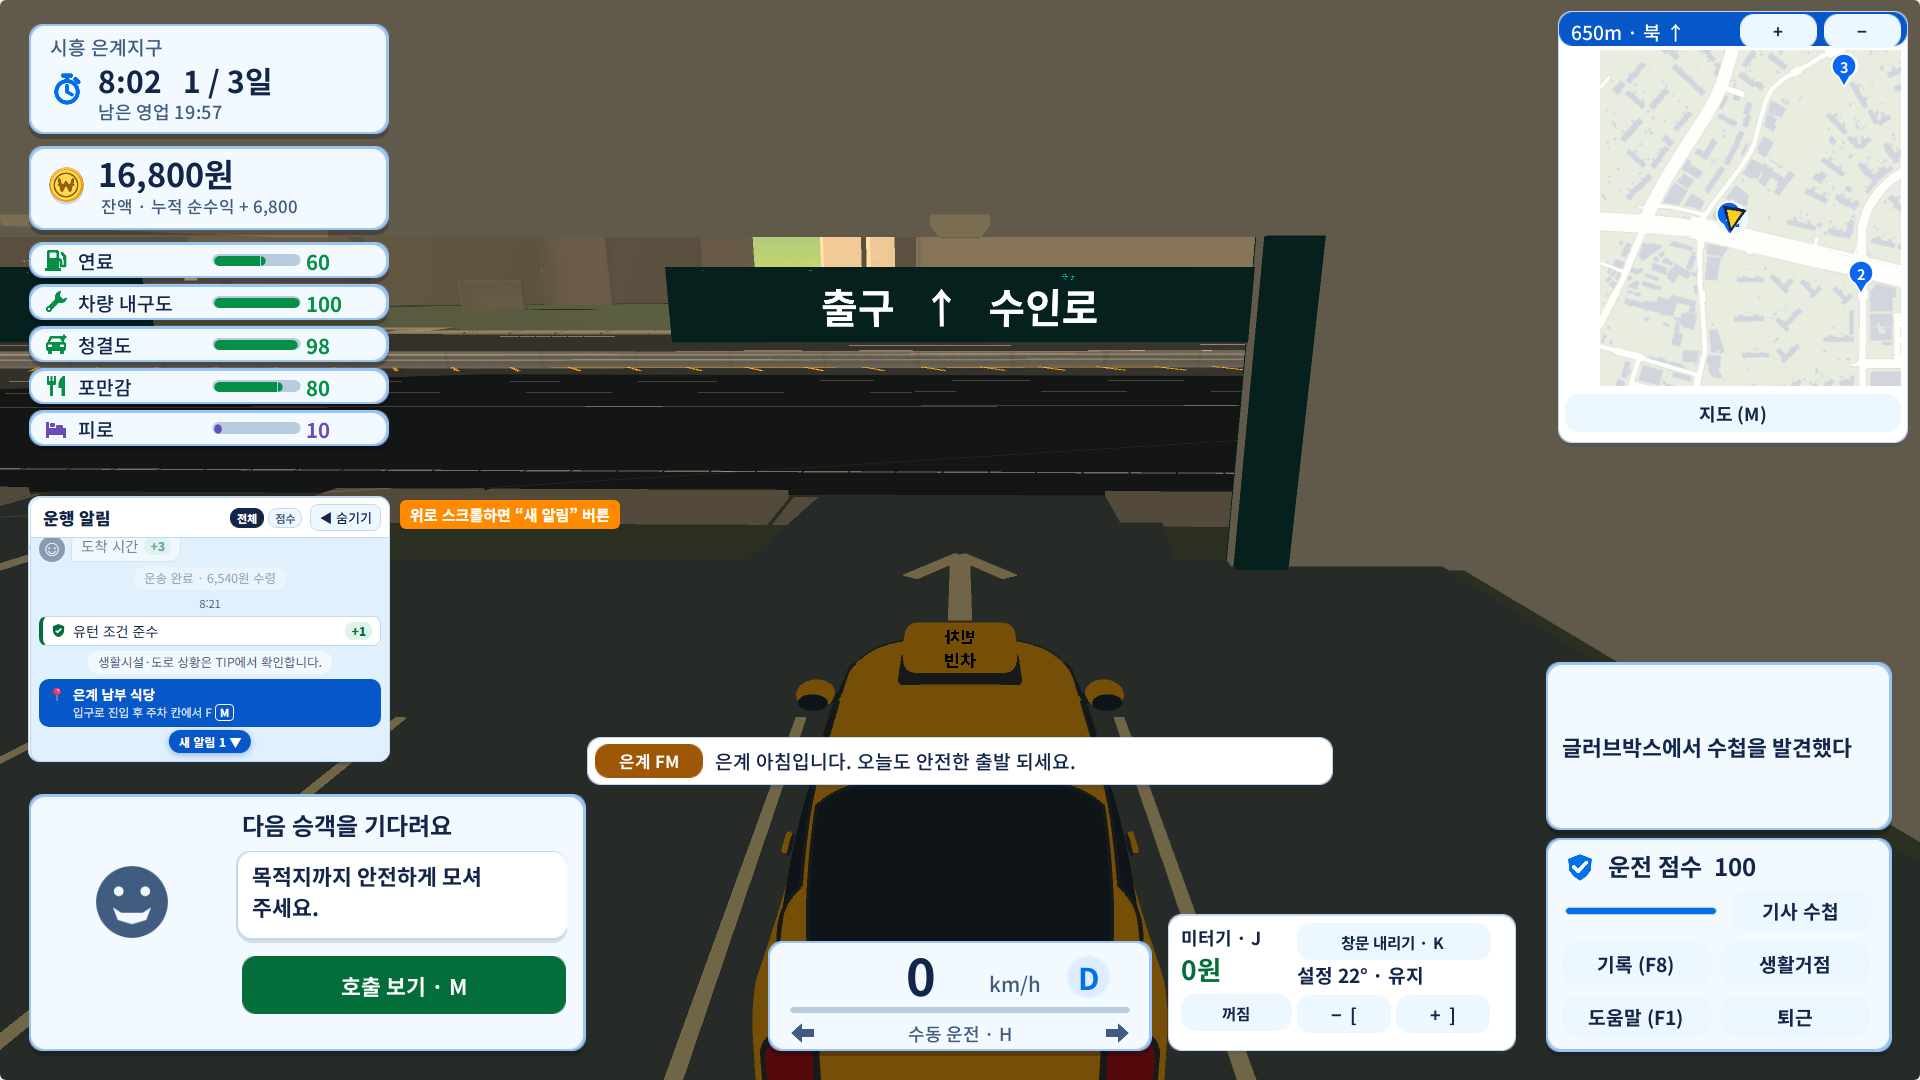 시흥 은계지구
8:02 1 / 3일
남은 영업 19:57
16,800원
잔액 · 누적 순수익 + 6,800
연료 60
차량 내구도 100
청결도 98
포만감 80
피로 10
운행 알림 전체 점수 ◀ 숨기기
위로 스크롤하면 “새 알림” 버튼
도착 시간 +3
운송 완료 · 6,540원 수령
8:21
유턴 조건 준수 +1
생활시설·도로 상황은 TIP에서 확인합니다.
은계 남부 식당
입구로 진입 후 주차 칸에서 F M
새 알림 1 ▼
다음 승객을 기다려요
목적지까지 안전하게 모셔
주세요.
호출 보기 · M
출구 ↑ 수인로
빈차
빈차
은계 FM 은계 아침입니다. 오늘도 안전한 출발 되세요.
0 km/h D
수동 운전 · H
미터기 · J
0원
꺼짐
창문 내리기 · K
설정 22° · 유지
− [ + ]
650m · 북 ↑ + −
3
2
지도 (M)
글러브박스에서 수첩을 발견했다
운전 점수 100
기사 수첩
기록 (F8) 생활거점
도움말 (F1) 퇴근